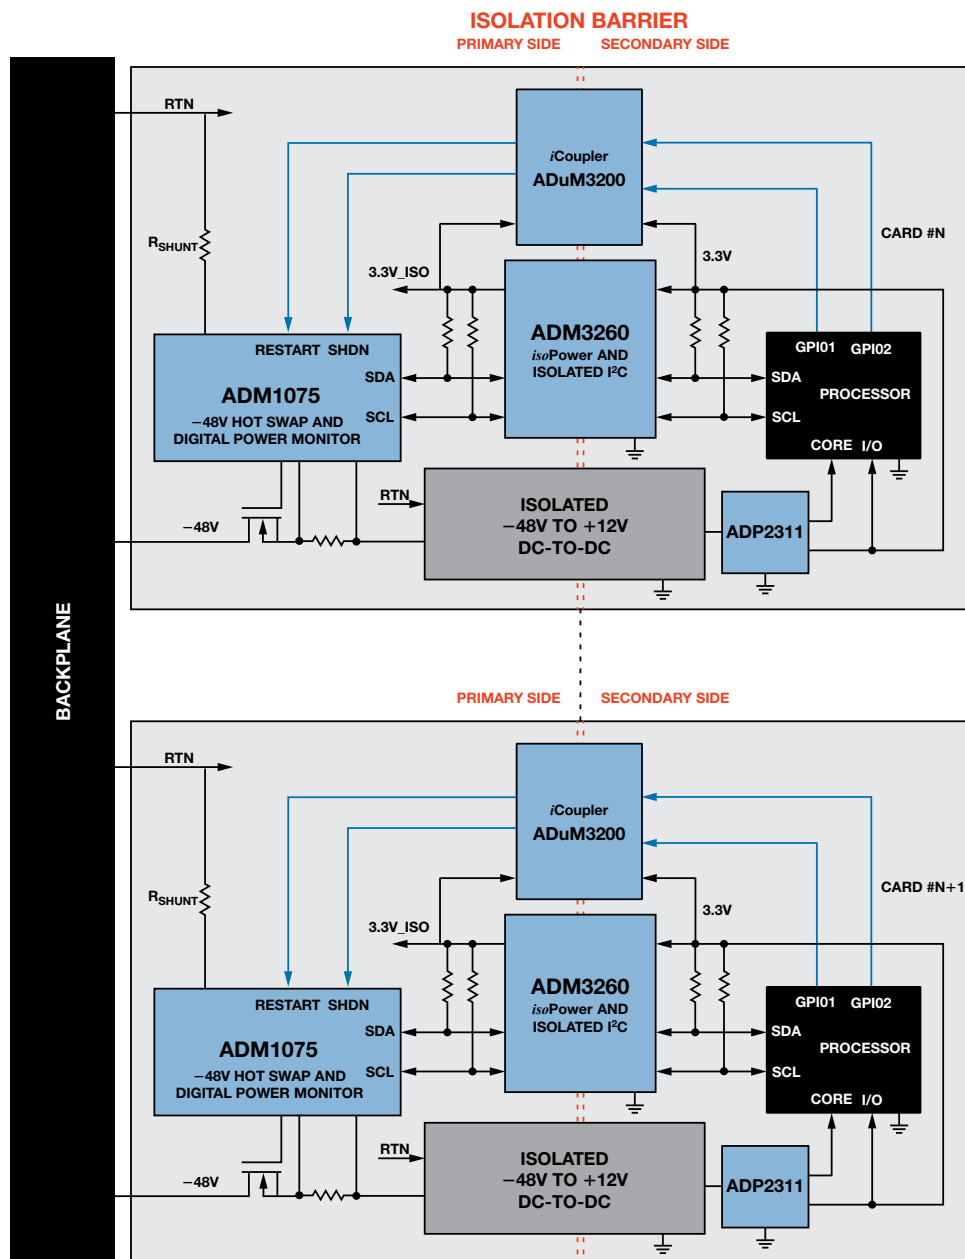 ISOLATION BARRIER
PRIMARY SIDE SECONDARY SIDE
BACKPLANE
RTN
iCoupler
ADuM3200
CARD #N
RSHUNT
3.3V_ISO
3.3V
ADM3260
isoPower AND
ISOLATED I²C
RESTART SHDN
SDA
ADM1075
SCL
−48V HOT SWAP AND
DIGITAL POWER MONITOR
GPI01 GPI02
SDA
PROCESSOR
SCL
CORE I/O
RTN
−48V
ISOLATED
−48V TO +12V
DC-TO-DC
ADP2311
PRIMARY SIDE SECONDARY SIDE
RTN
iCoupler
ADuM3200
CARD #N+1
RSHUNT
3.3V_ISO
3.3V
ADM3260
isoPower AND
ISOLATED I²C
RESTART SHDN
SDA
ADM1075
SCL
−48V HOT SWAP AND
DIGITAL POWER MONITOR
GPI01 GPI02
SDA
PROCESSOR
SCL
CORE I/O
RTN
−48V
ISOLATED
−48V TO +12V
DC-TO-DC
ADP2311